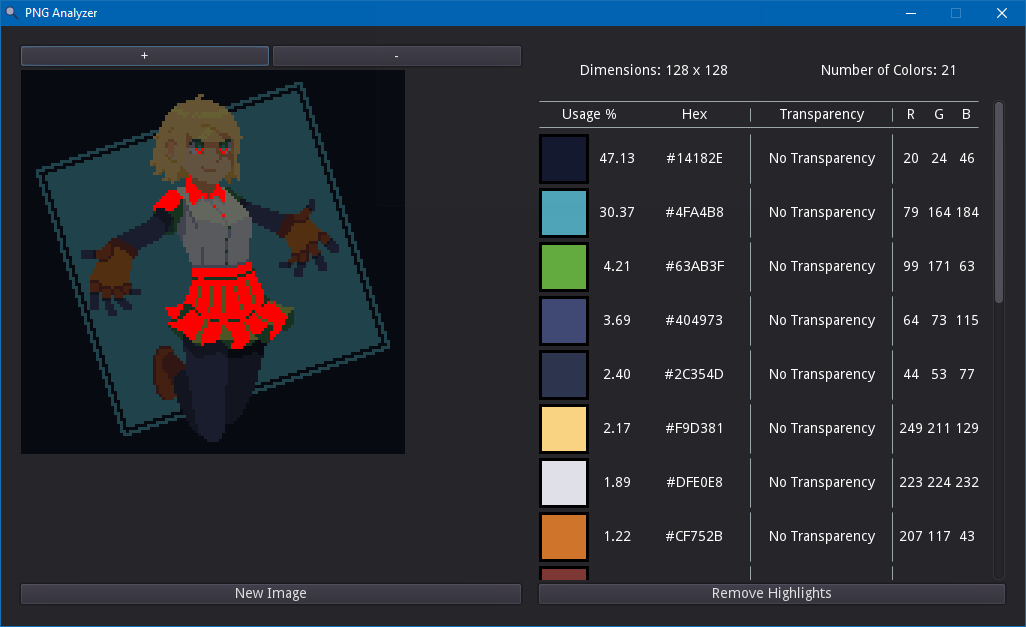 PNG Analyzer
+ -
Dimensions: 128 x 128 Number of Colors: 21
Usage % Hex Transparency R G B
47.13 #14182E No Transparency 20 24 46
30.37 #4FA4B8 No Transparency 79 164 184
4.21 #63AB3F No Transparency 99 171 63
3.69 #404973 No Transparency 64 73 115
2.40 #2C354D No Transparency 44 53 77
2.17 #F9D381 No Transparency 249 211 129
1.89 #DFE0E8 No Transparency 223 224 232
1.22 #CF752B No Transparency 207 117 43
New Image Remove Highlights